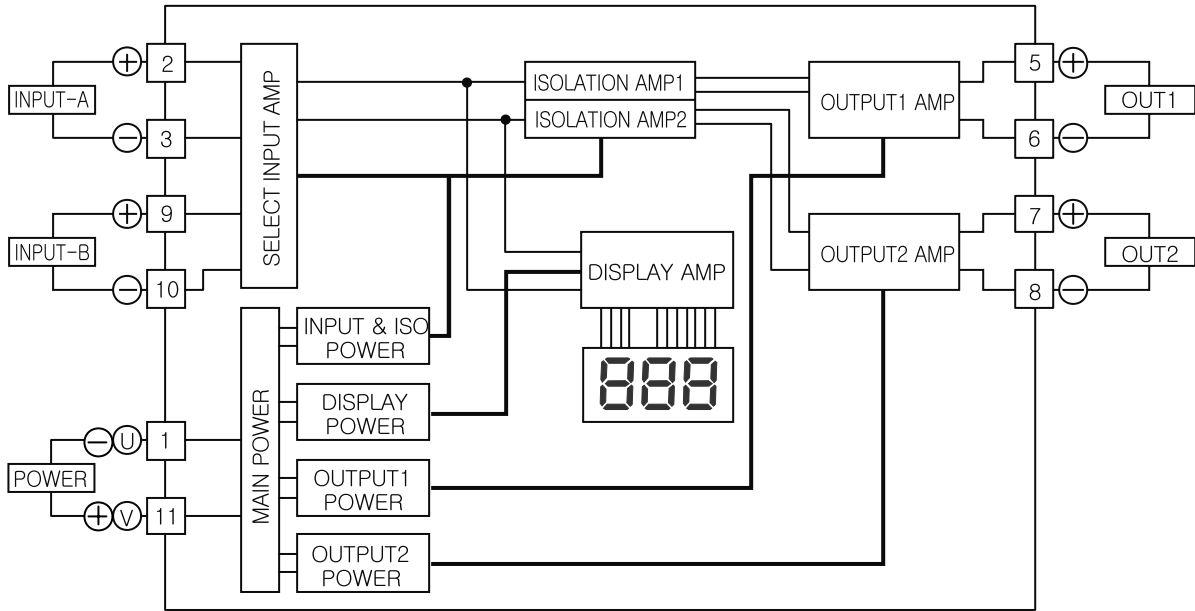 INPUT-A
+
2
−
3
INPUT-B
+
9
−
10
POWER
− U
1
+ V
11
SELECT INPUT AMP
MAIN POWER
INPUT & ISO
POWER
DISPLAY
POWER
OUTPUT1
POWER
OUTPUT2
POWER
ISOLATION AMP1
ISOLATION AMP2
DISPLAY AMP
888
OUTPUT1 AMP
OUTPUT2 AMP
5
+
6
−
OUT1
7
+
8
−
OUT2